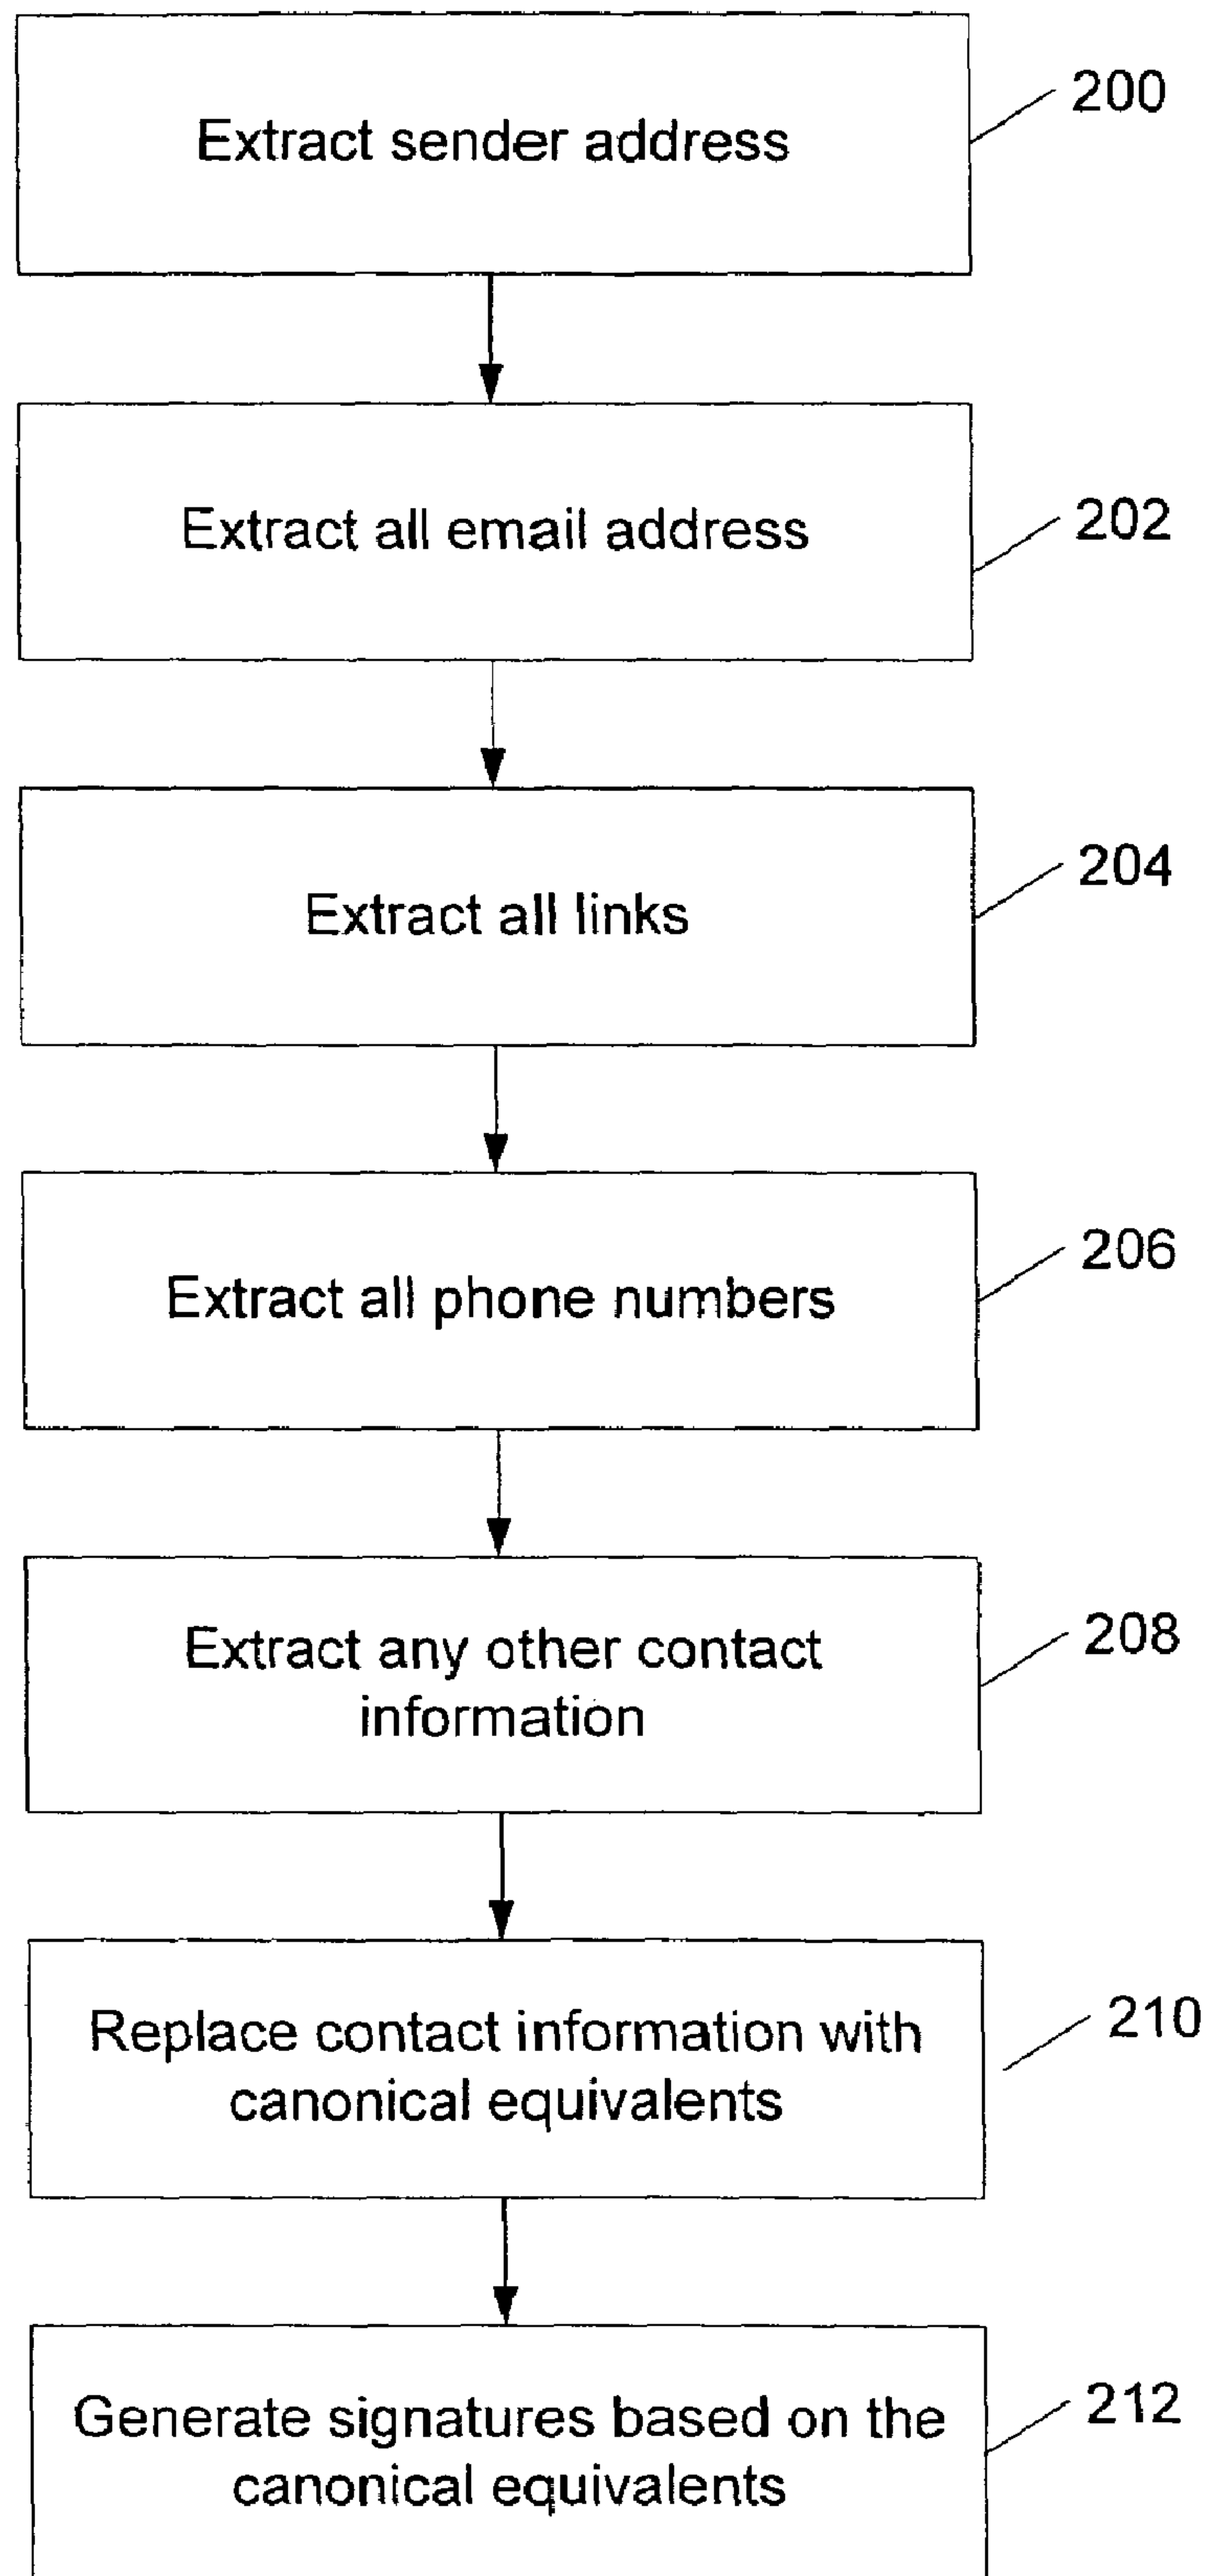 Extract sender address
200
Extract all email address
202
Extract all links
204
Extract all phone numbers
206
Extract any other contact
information
208
Replace contact information with
canonical equivalents
210
Generate signatures based on the
canonical equivalents
212